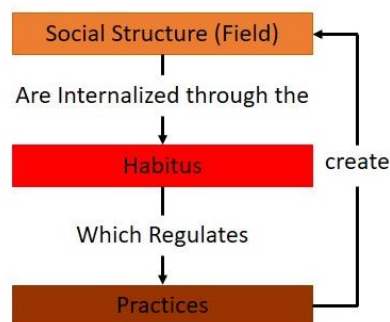 Social Structure (Field)
Are Internalized through the
Habitus
create
Which Regulates
Practices